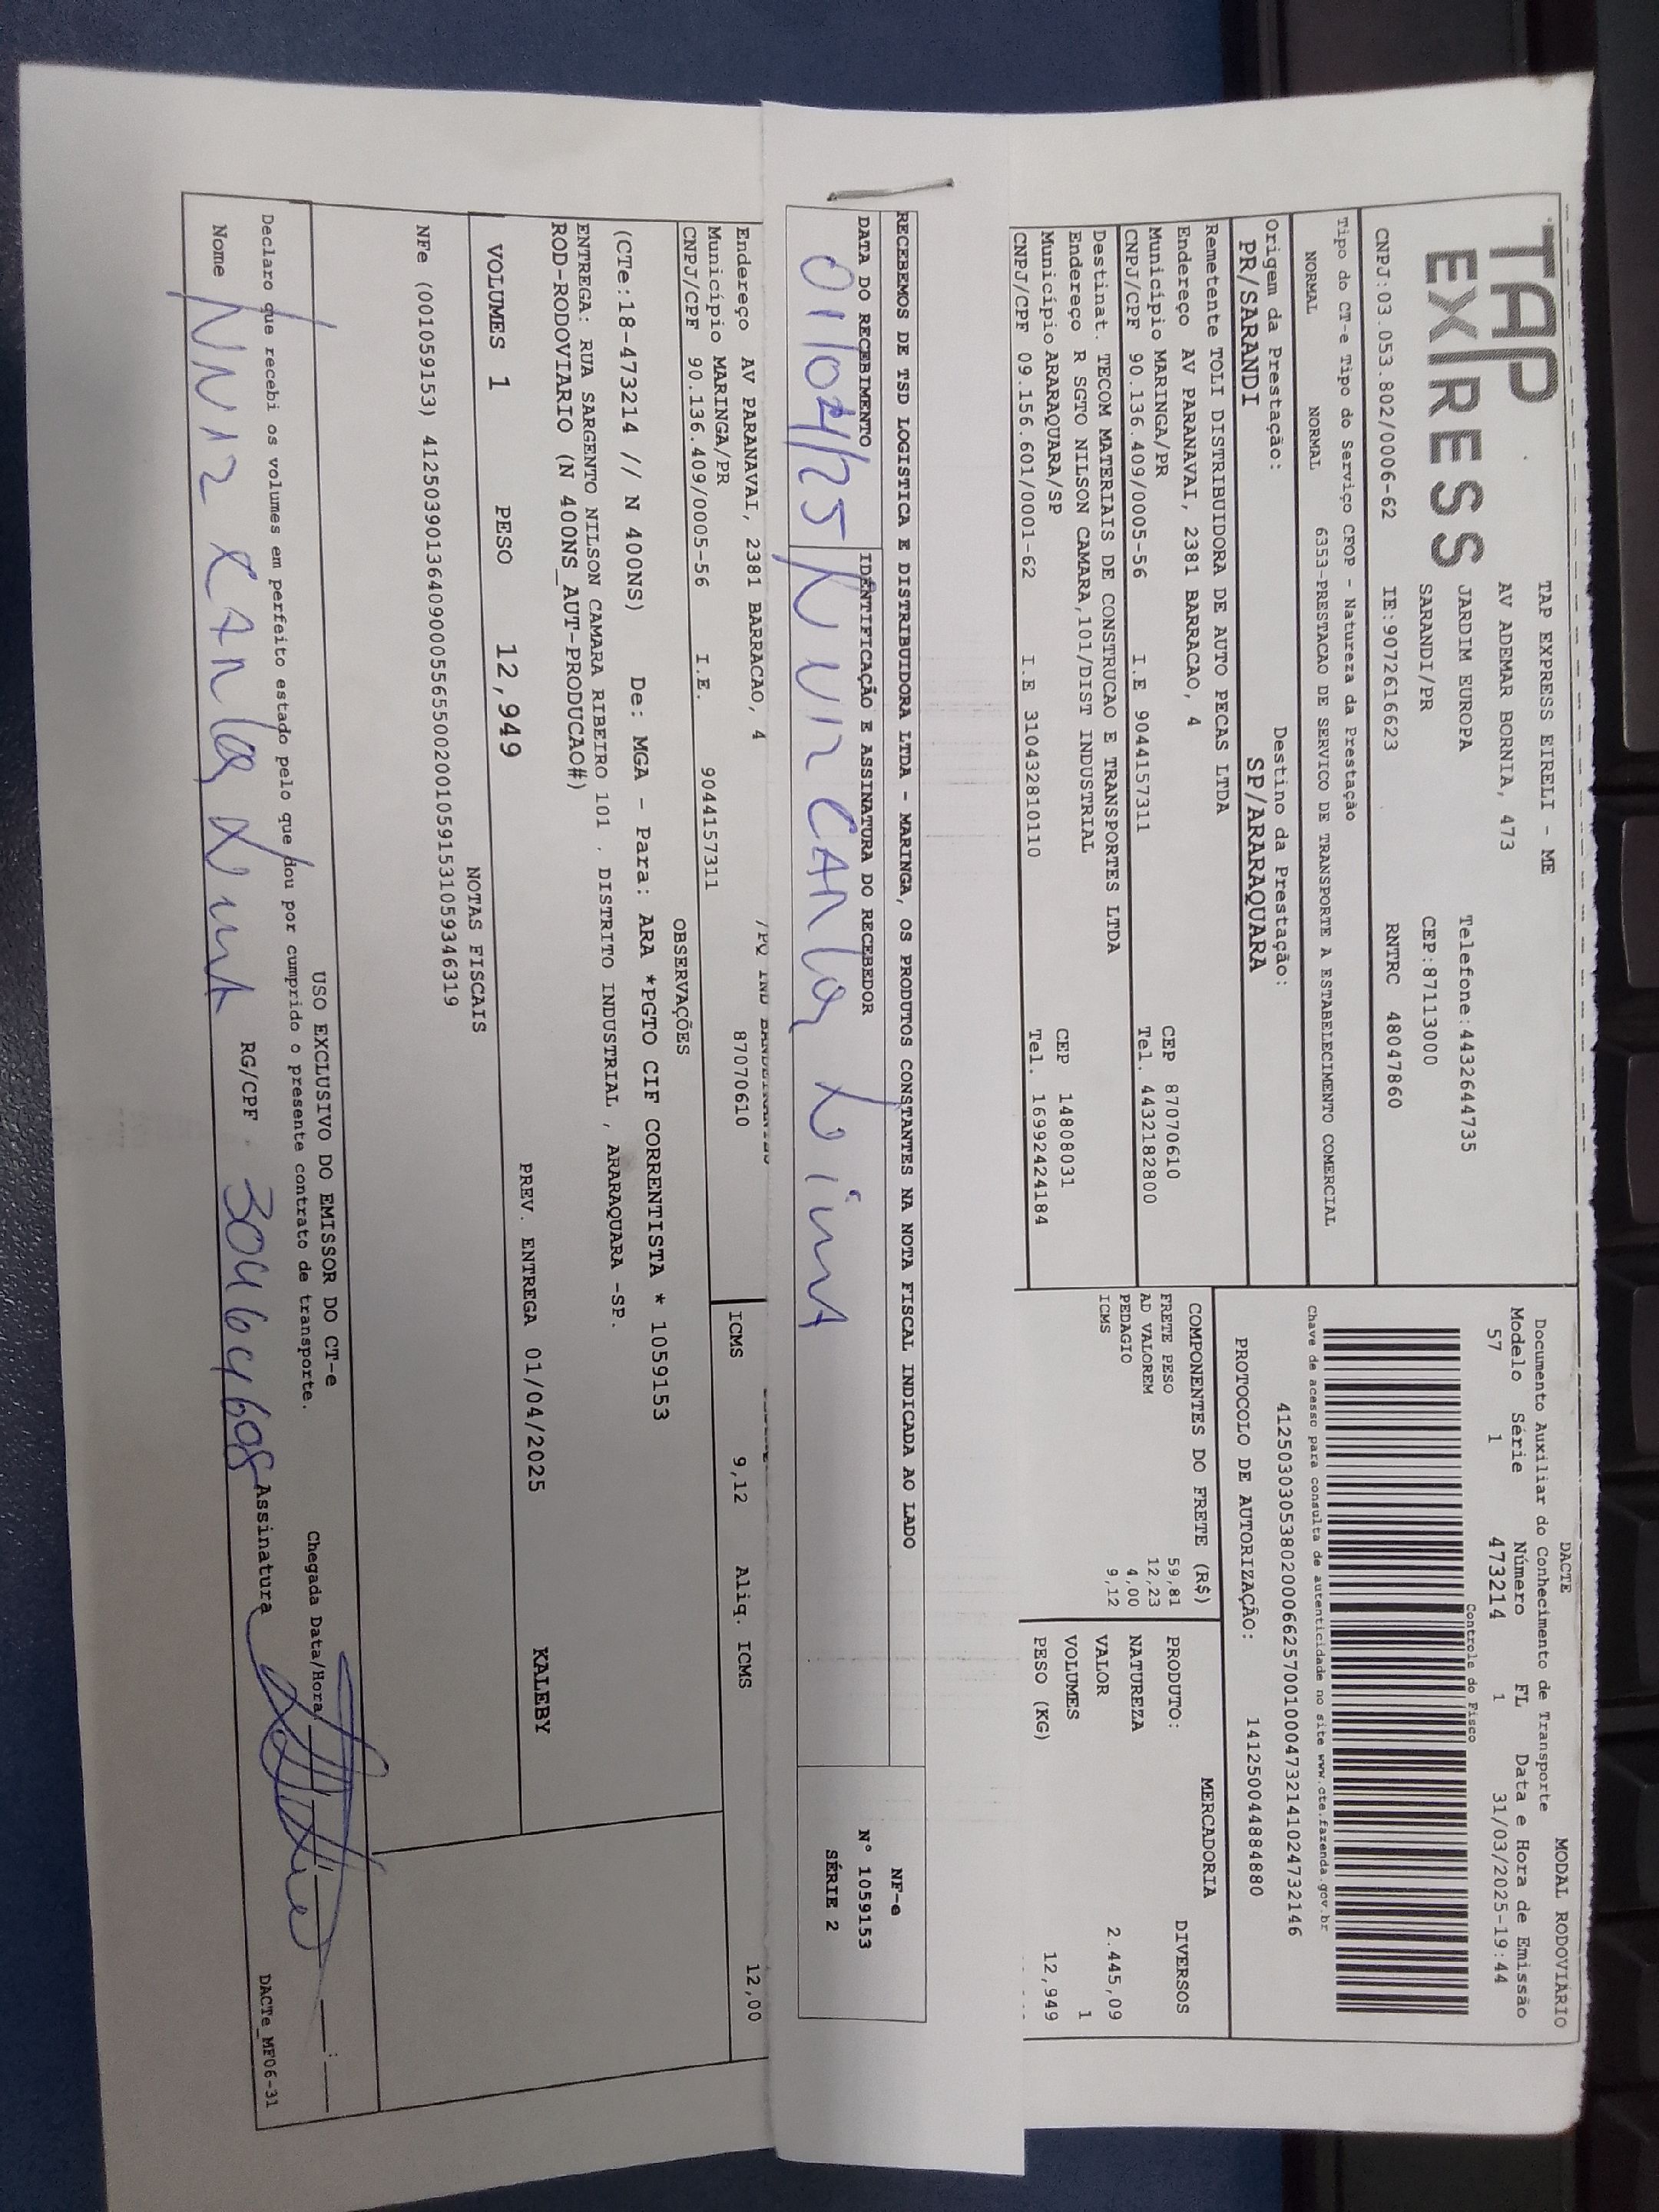 TAP
EXPRESS
TAP EXPRESS EIRELI - ME
AV ADEMAR BORNIA, 473
JARDIM EUROPA Telefone:4432644735
SARANDI/PR CEP:87113000
CNPJ:03.053.802/0006-62 IE:9072616623 RNTRC 48047860
Tipo do CT-e Tipo do Serviço CFOP - Natureza da Prestação
NORMAL NORMAL 6353-PRESTACAO DE SERVICO DE TRANSPORTE A ESTABELECIMENTO COMERCIAL
Origem da Prestação: Destino da Prestação:
PR/SARANDI SP/ARARAQUARA
Remetente TOLI DISTRIBUIDORA DE AUTO PECAS LTDA
Endereço AV PARANAVAI, 2381 BARRACAO, 4
Município MARINGA/PR CEP 87070610
CNPJ/CPF 90.136.409/0005-56 I.E 9044157311 Tel. 4432182800
Destinat. TECOM MATERIAIS DE CONSTRUCAO E TRANSPORTES LTDA
Endereço R SGTO NILSON CAMARA,101/DIST INDUSTRIAL
Município ARARAQUARA/SP CEP 14808031
CNPJ/CPF 09.156.601/0001-62 I.E 310432810110 Tel. 16992424184
DACTE MODAL RODOVIÁRIO
Documento Auxiliar do Conhecimento de Transporte
Modelo Série Número FL Data e Hora de Emissão
57 1 473214 1 31/03/2025-19:44
Controle do Fisco
Chave de acesso para consulta de autenticidade no site www.cte.fazenda.gov.br
41250303053802000662570010004732141024732146
PROTOCOLO DE AUTORIZAÇÃO: 141250044884880
COMPONENTES DO FRETE (R$)
FRETE PESO 59,81
AD VALOREM 12,23
PEDAGIO 4,00
ICMS 9,12
MERCADORIA
PRODUTO: DIVERSOS
NATUREZA
VALOR 2.445,09
VOLUMES 1
PESO (KG) 12,949
RECEBEMOS DE TSD LOGISTICA E DISTRIBUIDORA LTDA - MARINGA, OS PRODUTOS CONSTANTES NA NOTA FISCAL INDICADA AO LADO
DATA DO RECEBIMENTO IDENTIFICAÇÃO E ASSINATURA DO RECEBEDOR
01/04/25 Lima
NF-e
N° 1059153
SÉRIE 2
Endereço AV PARANAVAI, 2381 BARRACAO, 4
Município MARINGA/PR 87070610
CNPJ/CPF 90.136.409/0005-56 I.E. 9044157311
ICMS 9,12 Aliq. ICMS 12,00
OBSERVAÇÕES
(CTe:18-473214 // N 400NS) De: MGA - Para: ARA *PGTO CIF CORRENTISTA * 1059153
ENTREGA: RUA SARGENTO NILSON CAMARA RIBEIRO 101 , DISTRITO INDUSTRIAL , ARARAQUARA -SP.
ROD-RODOVIARIO (N 400NS_AUT-PRODUCAO#)
KALEBY
VOLUMES 1 PESO 12,949 PREV. ENTREGA 01/04/2025
NOTAS FISCAIS
NFe (001059153) 41250390136409000556550020010591531059346319
USO EXCLUSIVO DO EMISSOR DO CT-e
Declaro que recebi os volumes em perfeito estado pelo que dou por cumprido o presente contrato de transporte.
Chegada Data/Hora
Nome Lima RG/CPF Assinatura
DACTe_MF06-31